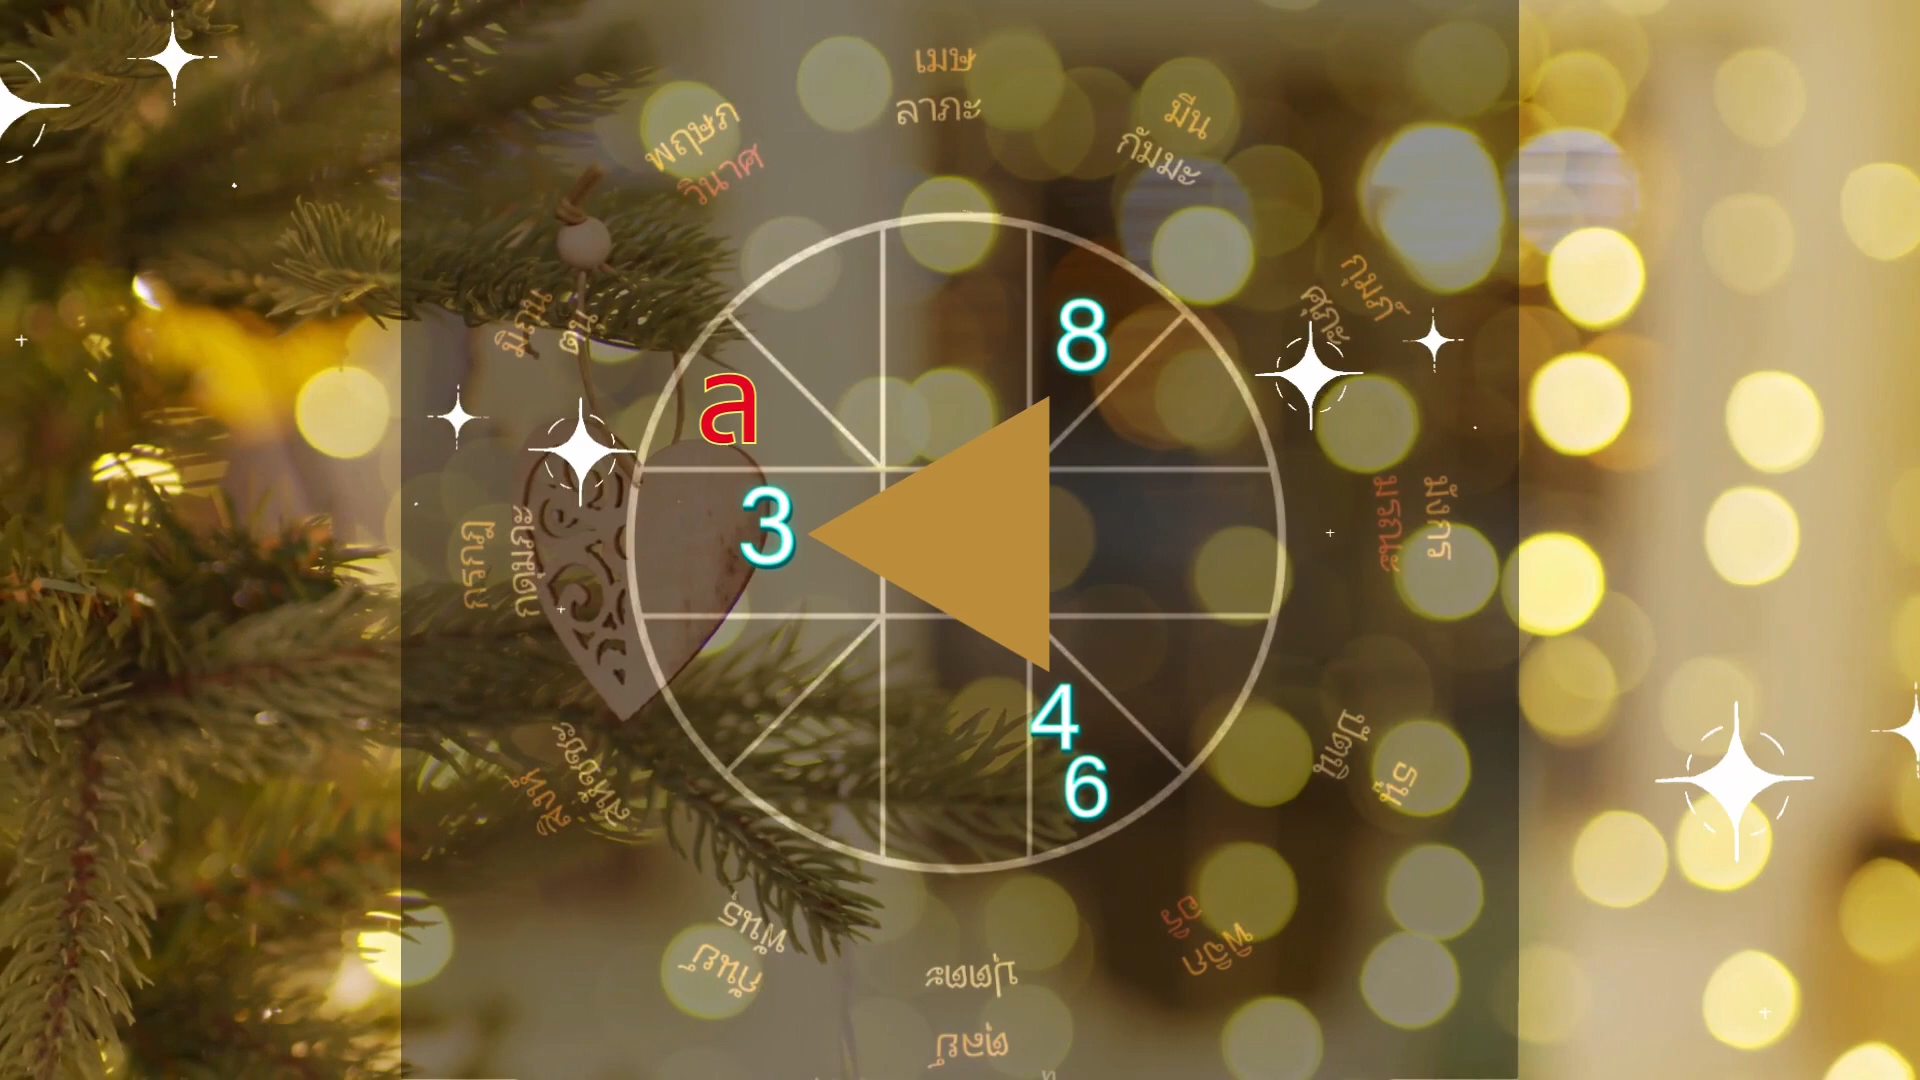 เมษ
ลาภะ
มีน
กัมมะ
พฤษภ
วินาศ
กุมภ์
ศุภะ
มิถุน
ตนุ
8
ล
3
มังกร
มรณะ
กรกฎ
กดุมภะ
4
6
ปัตนิ
ธนู
สหัชชะ
สิงห์
พันธุ
กันย์
อริ
พิจิก
ปุตตะ
ตุลย์